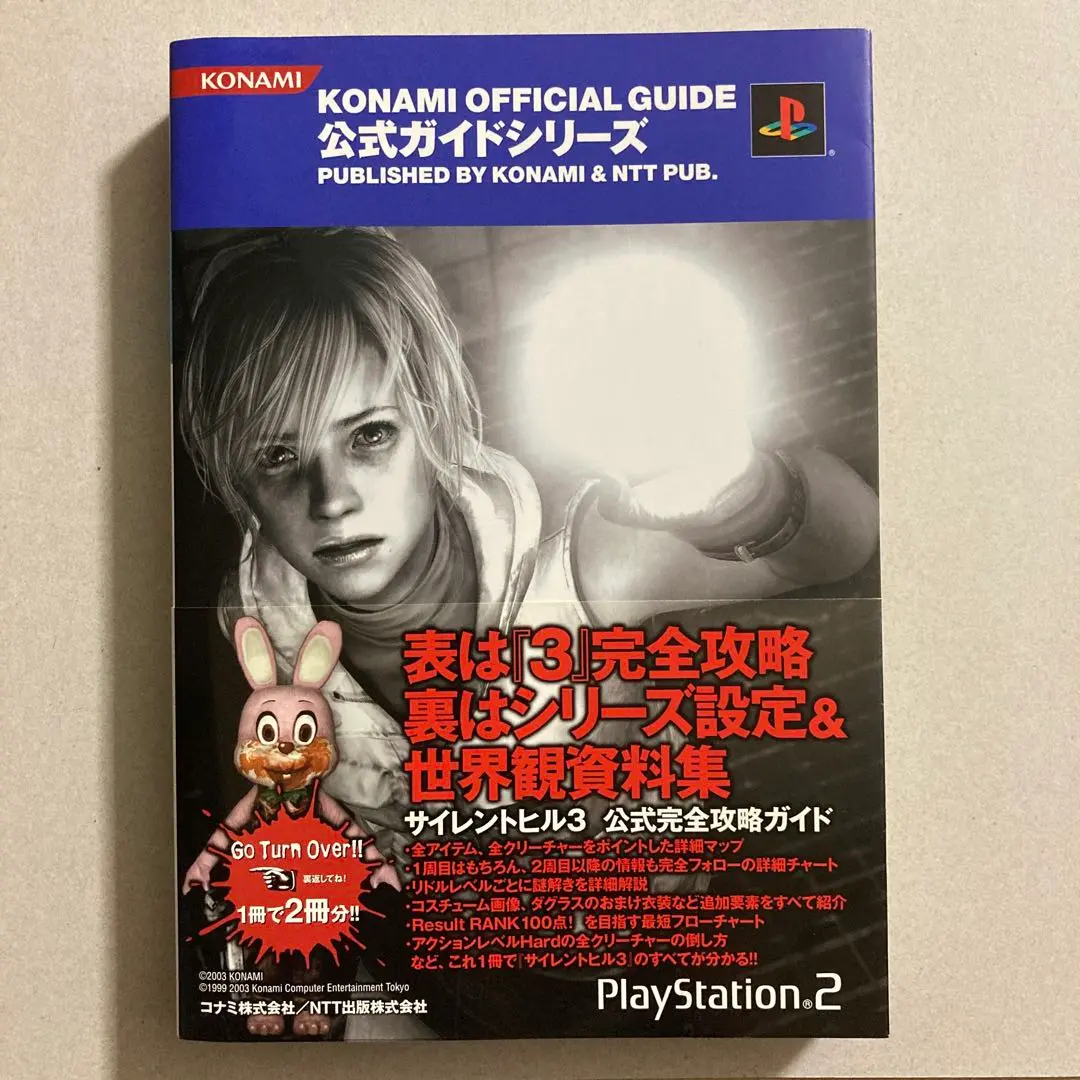 KONAMI
KONAMI OFFICIAL GUIDE
公式ガイドシリーズ
PUBLISHED BY KONAMI & NTT PUB.
表は『3』完全攻略
裏はシリーズ設定&
世界観資料集
サイレントヒル3 公式完全攻略ガイド
・全アイテム、全クリーチャーをポイントした詳細マップ
・1周目はもちろん、2周目以降の情報も完全フォローの詳細チャート
・リドルレベルごとに謎解きを詳細解説
・コスチューム画像、ダグラスのおまけ衣装など追加要素をすべて紹介
・Result RANK100点! を目指す最短フローチャート
・アクションレベルHardの全クリーチャーの倒し方
など、これ1冊で「サイレントヒル3」のすべてが分かる!!
Go Turn Over!!
裏返してね!
1冊で2冊分!!
©2003 KONAMI
©1999 2003 Konami Computer Entertainment Tokyo
コナミ株式会社/NTT出版株式会社
PlayStation®2